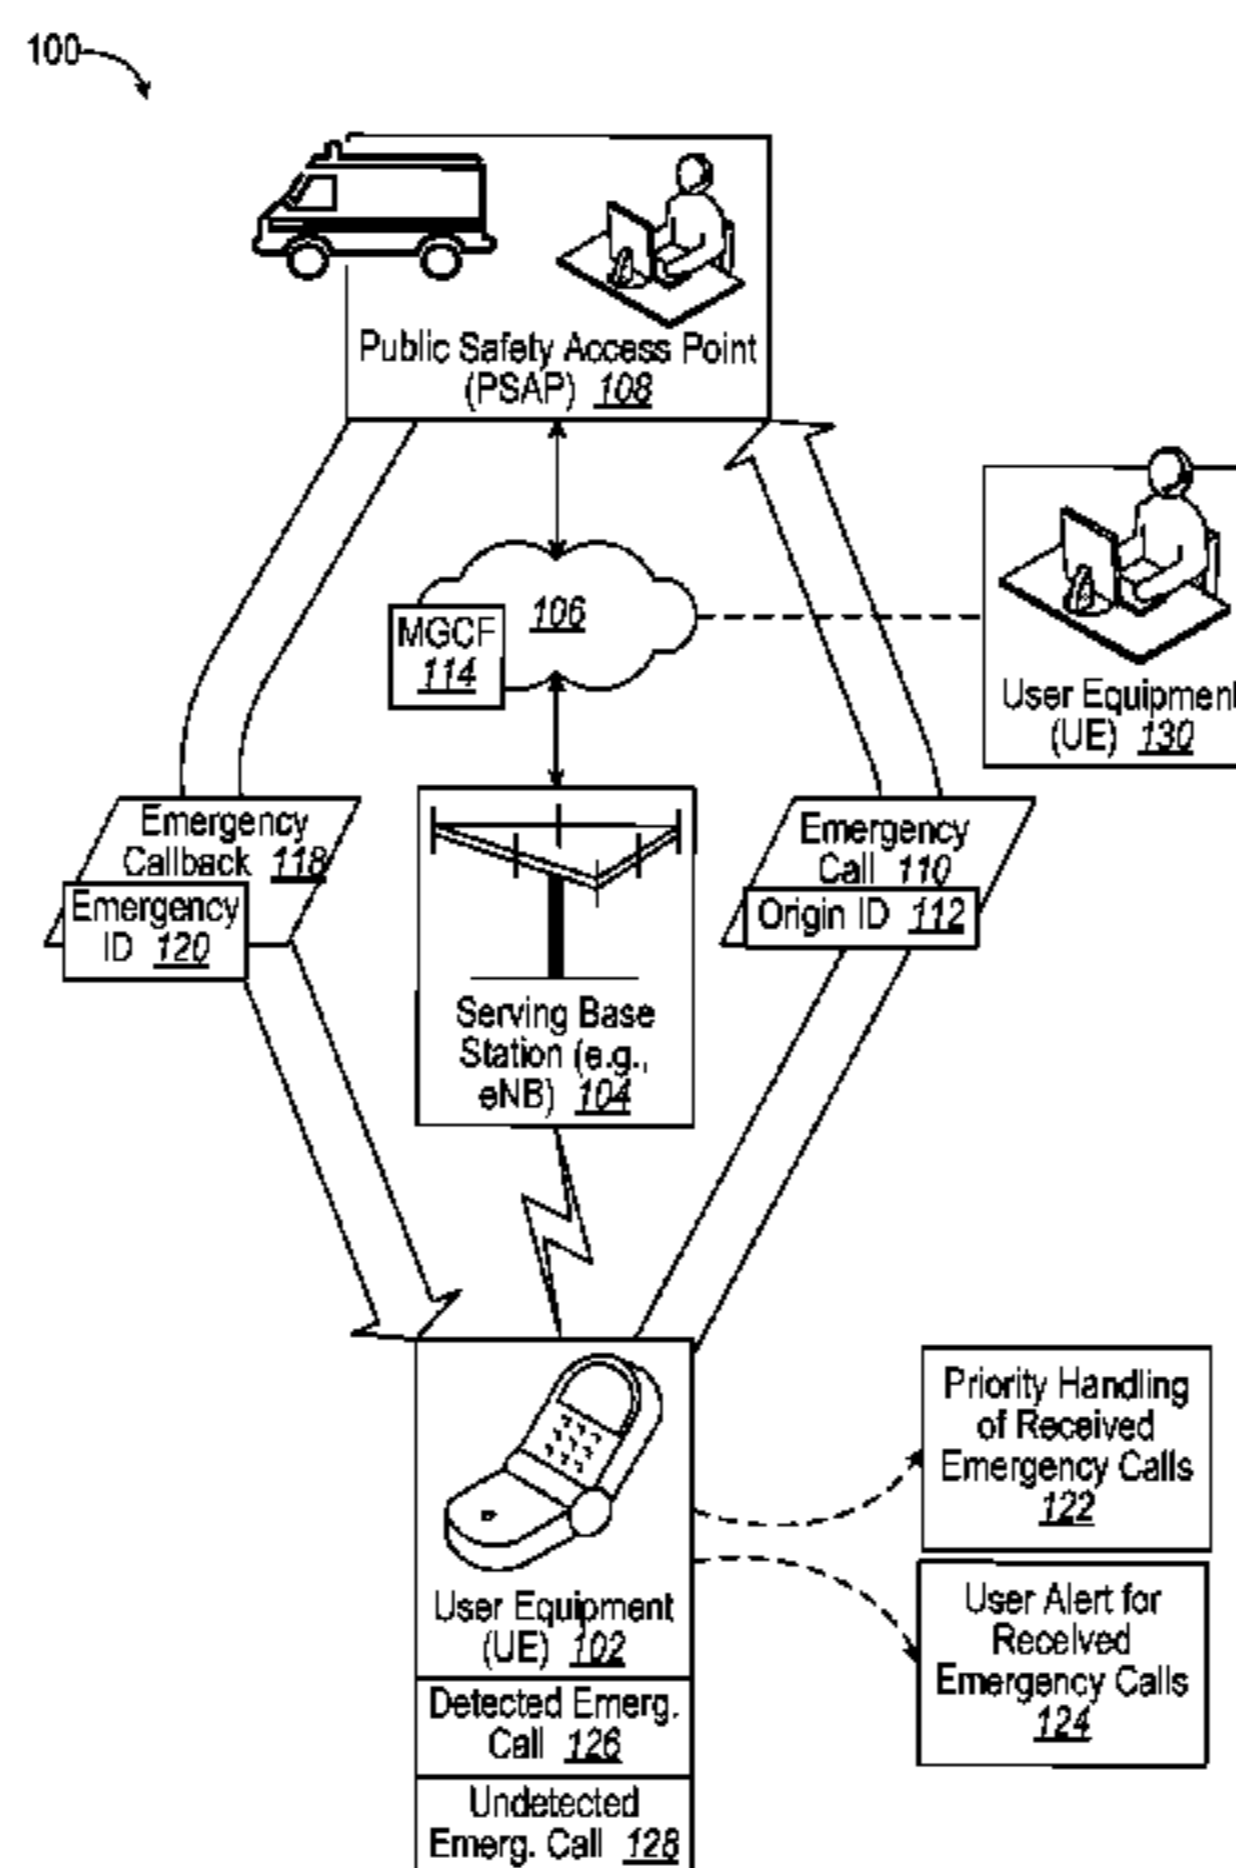 100
Public Safety Access Point
(PSAP) 108
106
MGCF
114
User Equipment
(UE) 130
Emergency
Callback 118
Emergency
ID 120
Emergency
Call 110
Origin ID 112
Serving Base
Station (e.g.,
eNB) 104
User Equipment
(UE) 102
Detected Emerg.
Call 126
Undetected
Emerg. Call 128
Priority Handling
of Received
Emergency Calls
122
User Alert for
Received
Emergency Calls
124